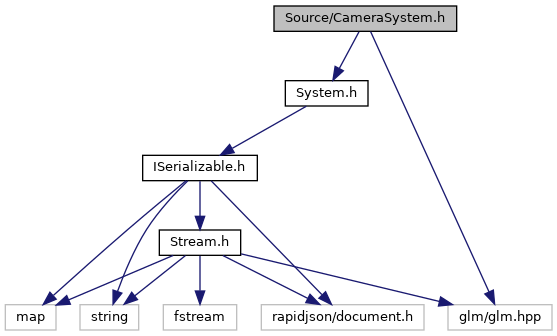 Source/CameraSystem.h
System.h
ISerializable.h
Stream.h
map
string
fstream
rapidjson/document.h
glm/glm.hpp